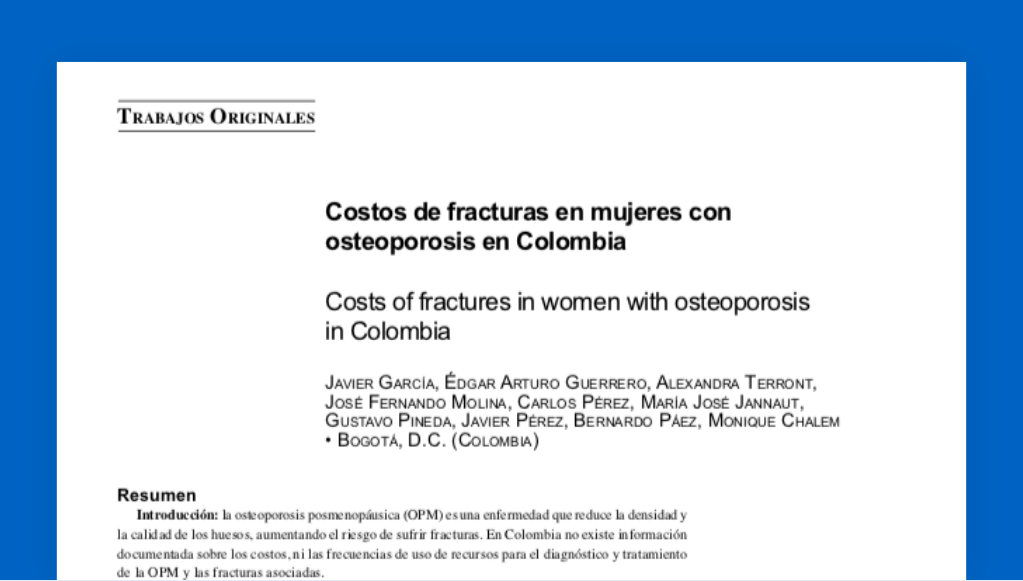 TRABAJOS ORIGINALES
Costos de fracturas en mujeres con
osteoporosis en Colombia
Costs of fractures in women with osteoporosis
in Colombia
JAVIER GARCÍA, ÉDGAR ARTURO GUERRERO, ALEXANDRA TERRONT,
JOSÉ FERNANDO MOLINA, CARLOS PÉREZ, MARÍA JOSÉ JANNAUT,
GUSTAVO PINEDA, JAVIER PÉREZ, BERNARDO PÁEZ, MONIQUE CHALEM
• BOGOTÁ, D.C. (COLOMBIA)
Resumen
Introducción: la osteoporosis posmenopáusica (OPM) es una enfermedad que reduce la densidad y
la calidad de los huesos, aumentando el riesgo de sufrir fracturas. En Colombia no existe información
documentada sobre los costos, ni las frecuencias de uso de recursos para el diagnóstico y tratamiento
de la OPM y las fracturas asociadas.